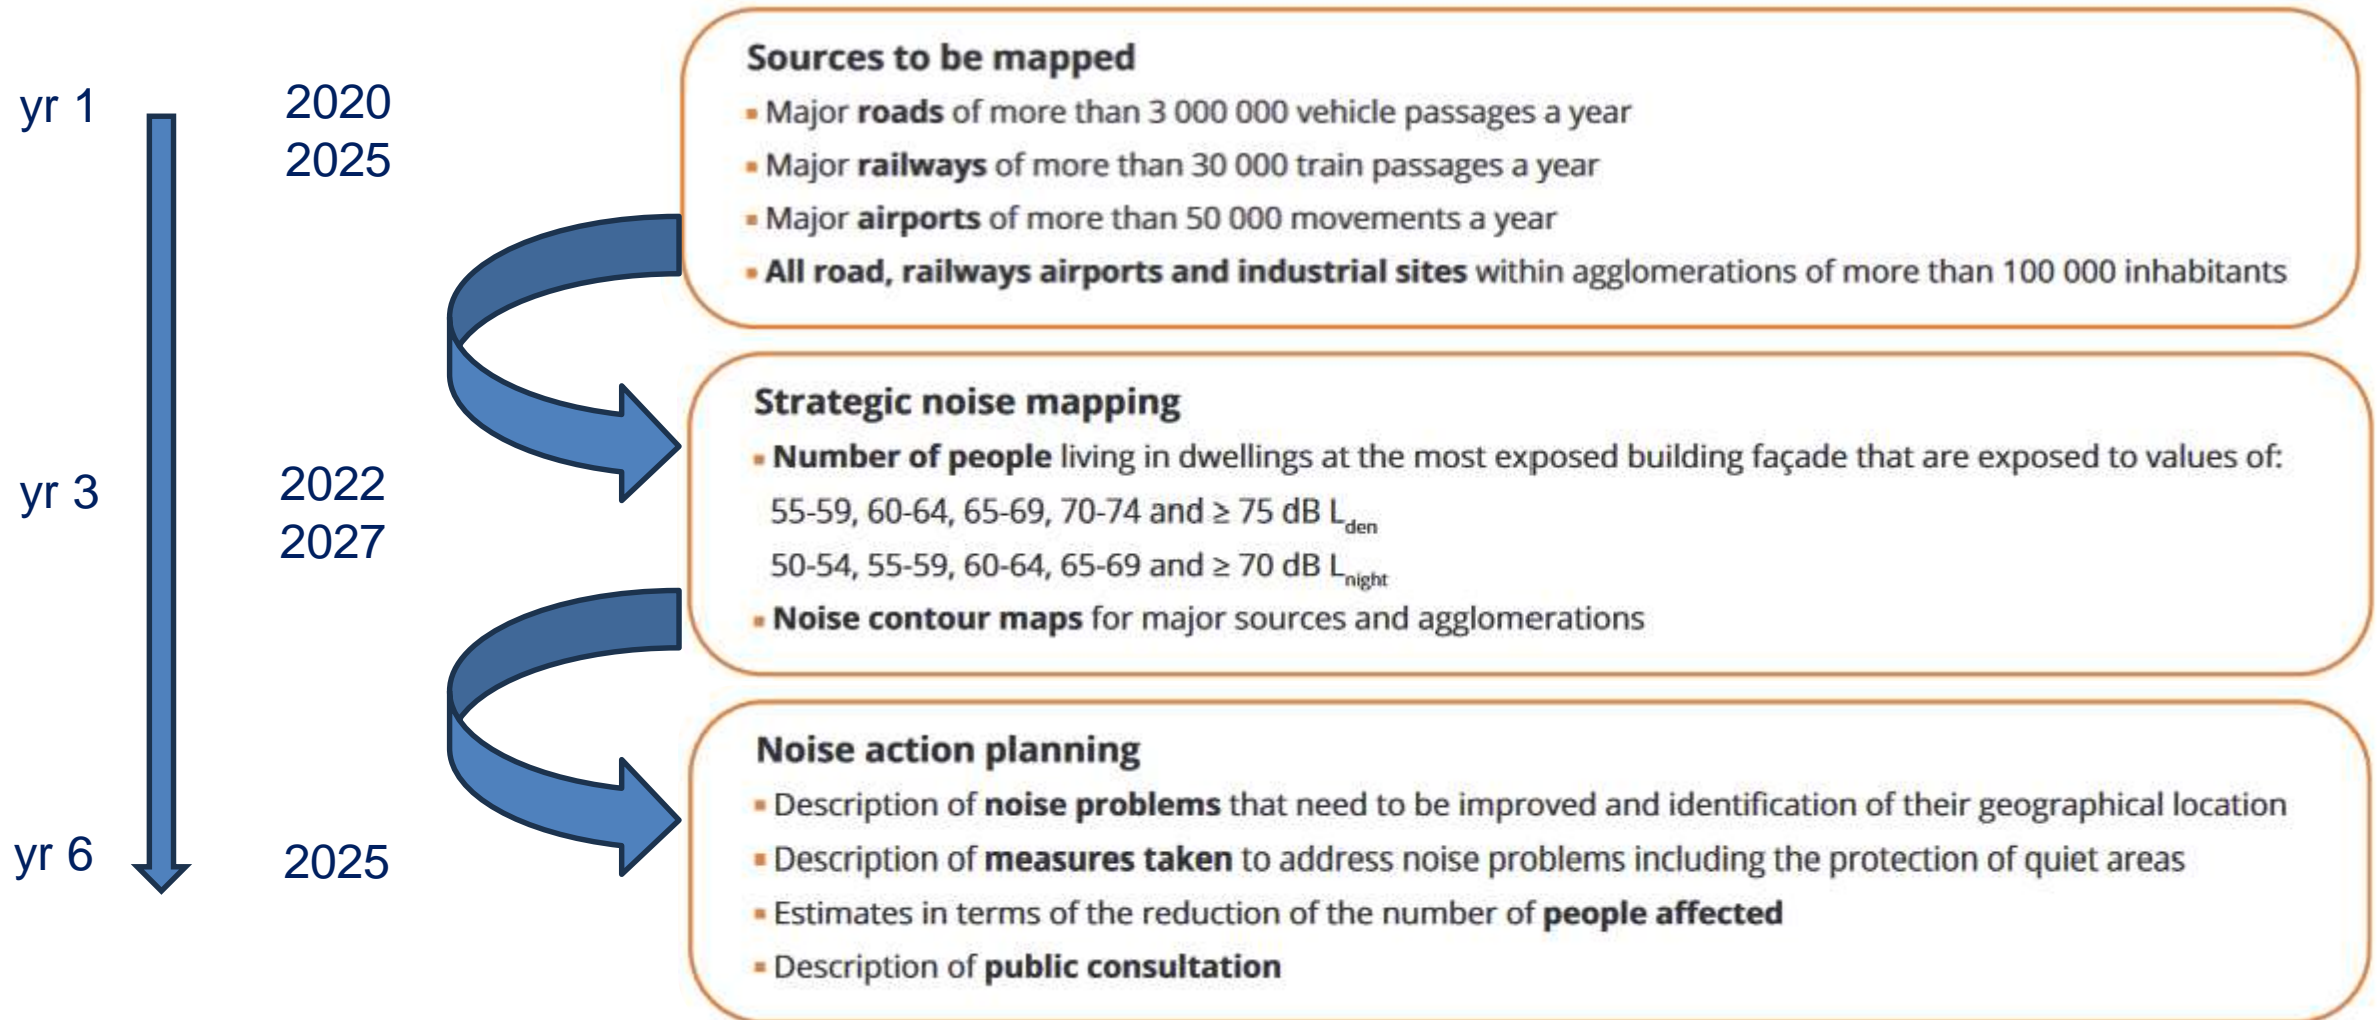 yr 1
2020
2025
Sources to be mapped
▪ Major roads of more than 3 000 000 vehicle passages a year
▪ Major railways of more than 30 000 train passages a year
▪ Major airports of more than 50 000 movements a year
▪ All road, railways airports and industrial sites within agglomerations of more than 100 000 inhabitants
yr 3
2022
2027
Strategic noise mapping
▪ Number of people living in dwellings at the most exposed building façade that are exposed to values of:
55-59, 60-64, 65-69, 70-74 and ≥ 75 dB Lden
50-54, 55-59, 60-64, 65-69 and ≥ 70 dB Lnight
▪ Noise contour maps for major sources and agglomerations
yr 6
2025
Noise action planning
▪ Description of noise problems that need to be improved and identification of their geographical location
▪ Description of measures taken to address noise problems including the protection of quiet areas
▪ Estimates in terms of the reduction of the number of people affected
▪ Description of public consultation